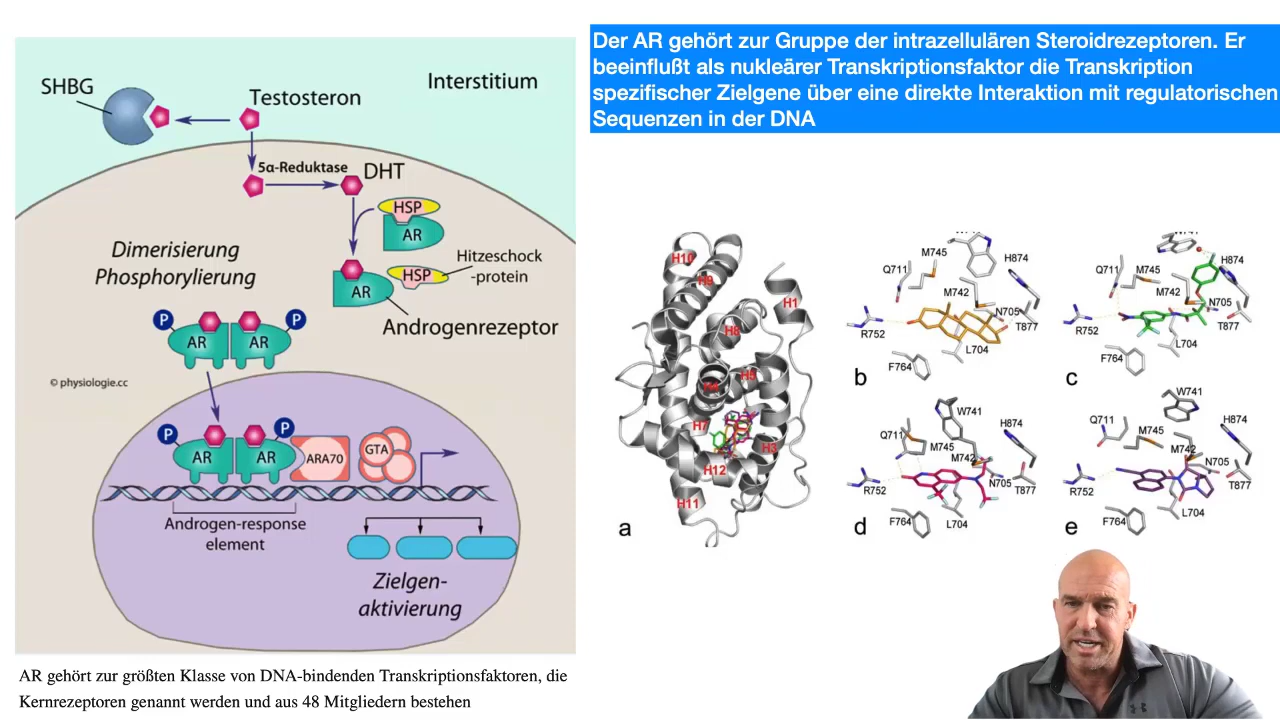 Der AR gehört zur Gruppe der intrazellulären Steroidrezeptoren. Er
beeinflußt als nukleärer Transkriptionsfaktor die Transkription
spezifischer Zielgene über eine direkte Interaktion mit regulatorischen
Sequenzen in der DNA
SHBG
Testosteron
Interstitium
5α-Reduktase
DHT
HSP
AR
Hitzeschock
-protein
HSP
AR
Androgenrezeptor
Dimerisierung
Phosphorylierung
P
P
AR
AR
© physiologie.cc
P
P
AR
AR
ARA70
GTA
Androgen-response
element
Zielgen-
aktivierung
AR gehört zur größten Klasse von DNA-bindenden Transkriptionsfaktoren, die
Kernrezeptoren genannt werden und aus 48 Mitgliedern bestehen
H10
H9
H1
H8
H5
H7
H3
H12
H11
a
W741
M745
H874
Q711
M742
N705
R752
T877
L704
F764
b
W741
H874
Q711
M745
M742
N705
R752
T877
L704
F764
c
W741
H874
Q711
M745
M742
N705
R752
T877
F764
L704
d
W741
Q711
H874
M745
M742
N705
R752
T877
F764
L704
e